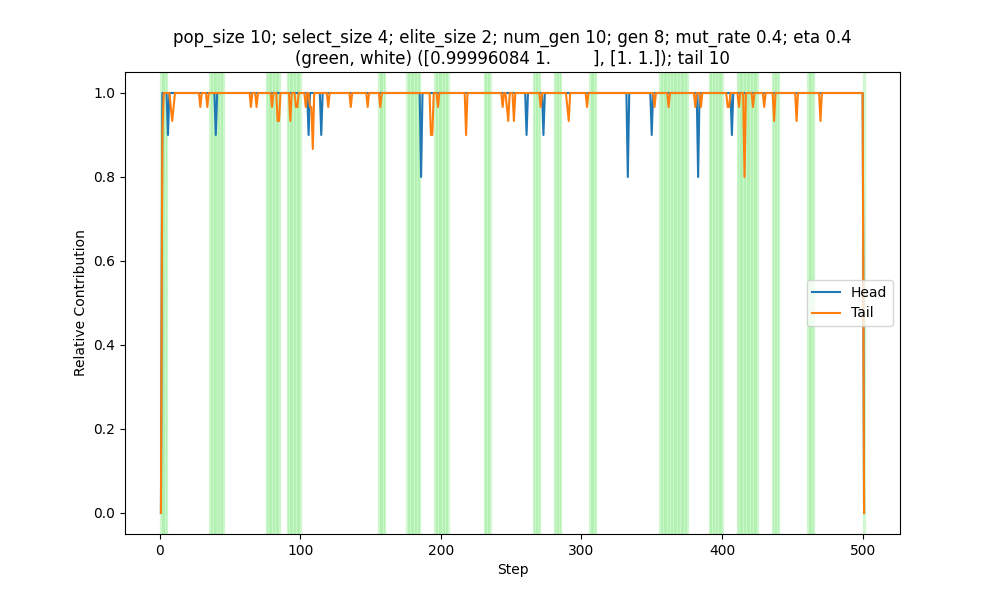 pop_size 10; select_size 4; elite_size 2; num_gen 10; gen 8; mut_rate 0.4; eta 0.4
(green, white) ([0.99996084 1.         ], [1. 1.]); tail 10
1.0
0.8
0.6
0.4
0.2
0.0
Relative Contribution
Head
Tail
0
100
200
300
400
500
Step